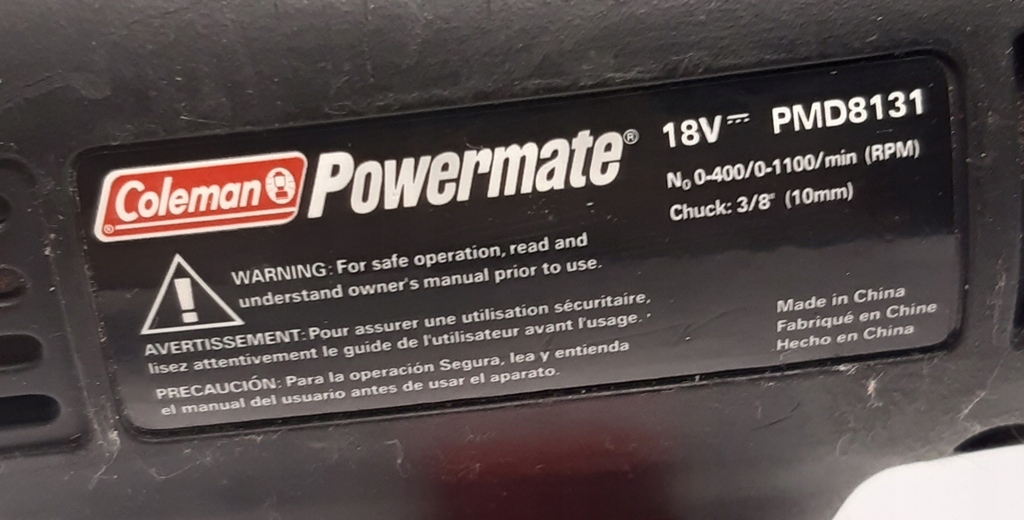 Coleman® Powermate®
18V⎓ PMD8131
N₀ 0-400/0-1100/min (RPM)
Chuck: 3/8" (10mm)
WARNING: For safe operation, read and
understand owner's manual prior to use.
AVERTISSEMENT: Pour assurer une utilisation sécuritaire,
lisez attentivement le guide de l'utilisateur avant l'usage.
PRECAUCIÓN: Para la operación Segura, lea y entienda
el manual del usuario antes de usar el aparato.
Made in China
Fabriqué en Chine
Hecho en China